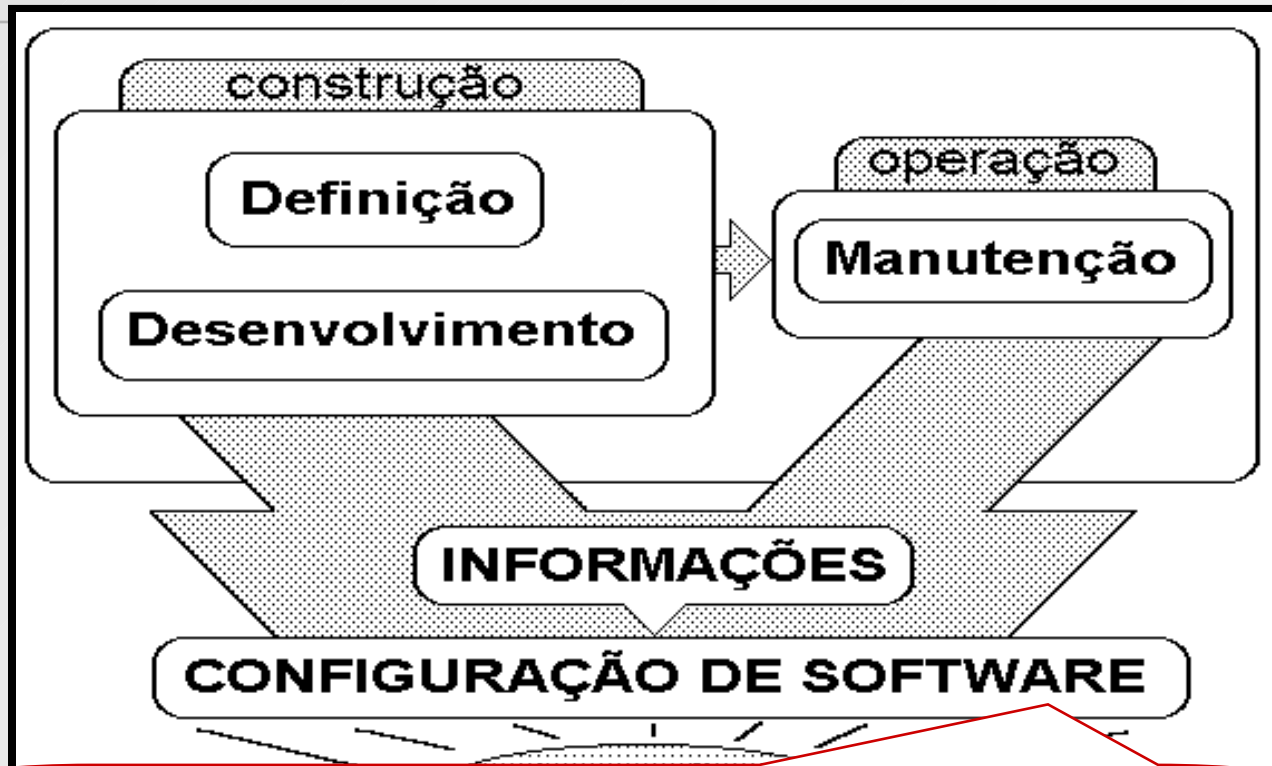 construção
Definição
Desenvolvimento
operação
Manutenção
INFORMAÇÕES
CONFIGURAÇÃO DE SOFTWARE